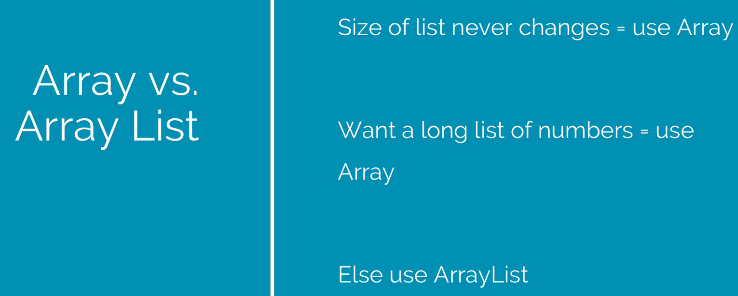 Array vs.
Array List
Size of list never changes = use Array
Want a long list of numbers = use
Array
Else use ArrayList